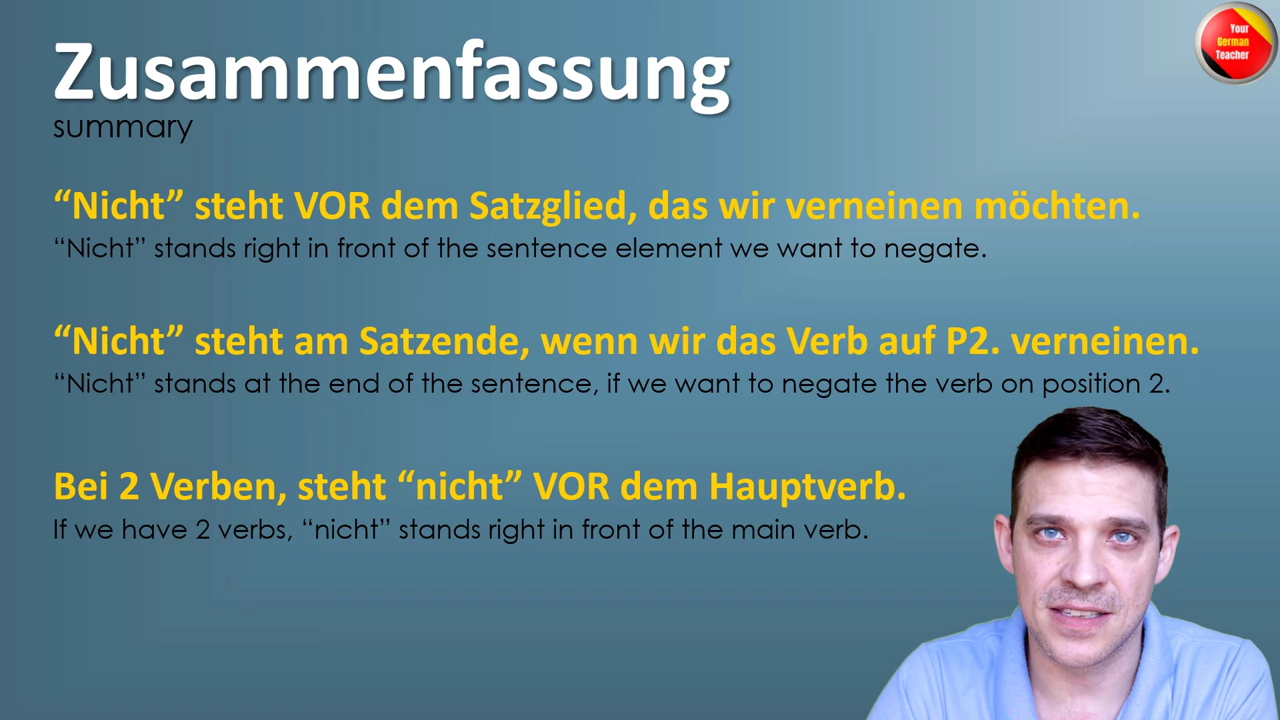 Your
German
Teacher
Zusammenfassung
summary
“Nicht” steht VOR dem Satzglied, das wir verneinen möchten.
“Nicht” stands right in front of the sentence element we want to negate.
“Nicht” steht am Satzende, wenn wir das Verb auf P2. verneinen.
“Nicht” stands at the end of the sentence, if we want to negate the verb on position 2.
Bei 2 Verben, steht “nicht” VOR dem Hauptverb.
If we have 2 verbs, “nicht” stands right in front of the main verb.